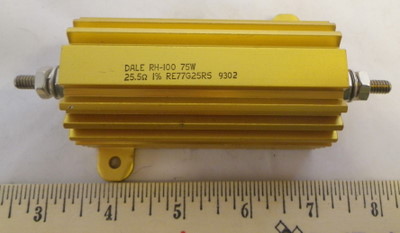 DALE RH-100 75W
25.5Ω 1% RE77G25R5 9302
3 4 5 6 7 8